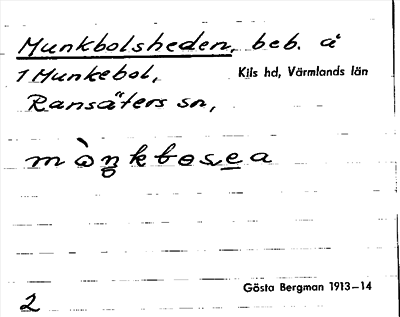 Munkbolsheden, beb. å
1 Munkebol, Kils hd, Värmlands län
Ransäters sn,
2
Gösta Bergman 1913–14